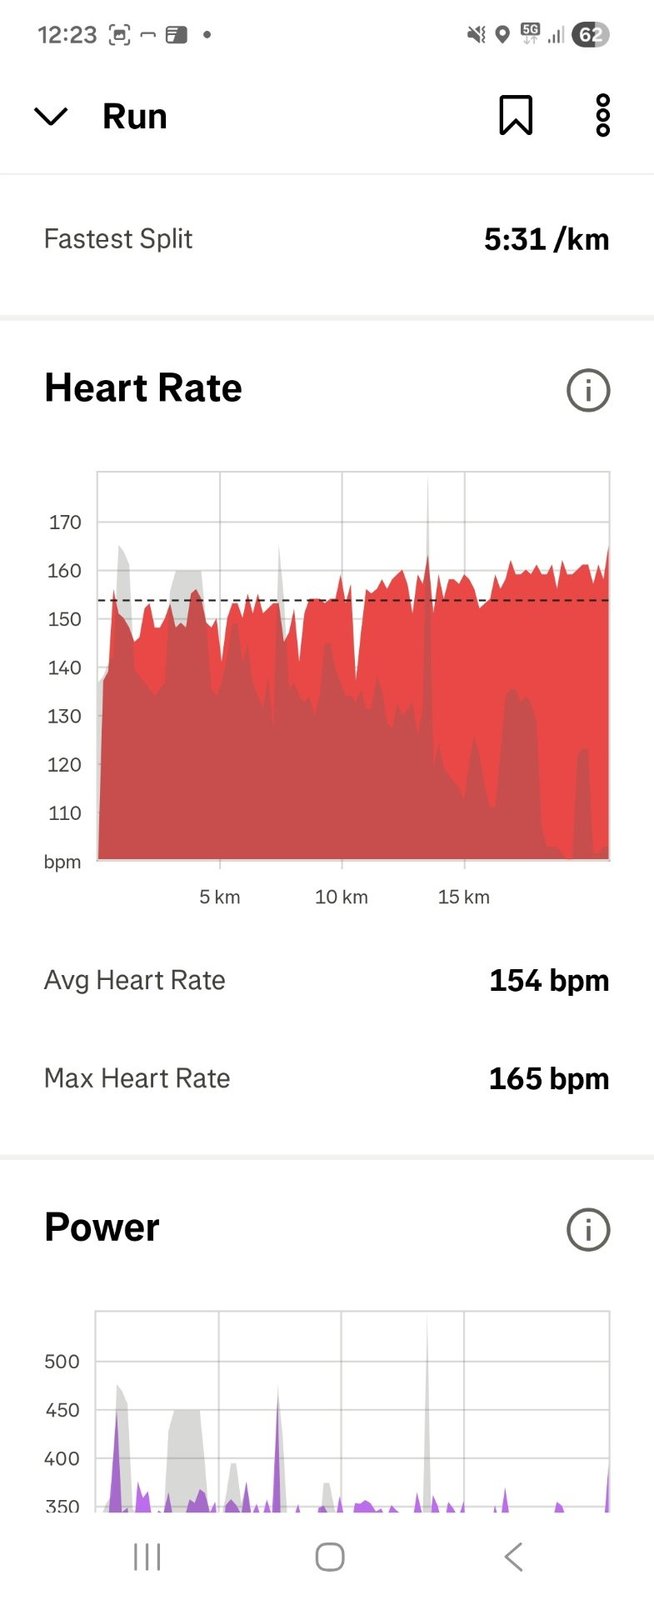 12:23
5G
62
Run
Fastest Split
5:31 /km
Heart Rate
170
160
150
140
130
120
110
bpm
5 km
10 km
15 km
Avg Heart Rate
154 bpm
Max Heart Rate
165 bpm
Power
500
450
400
350